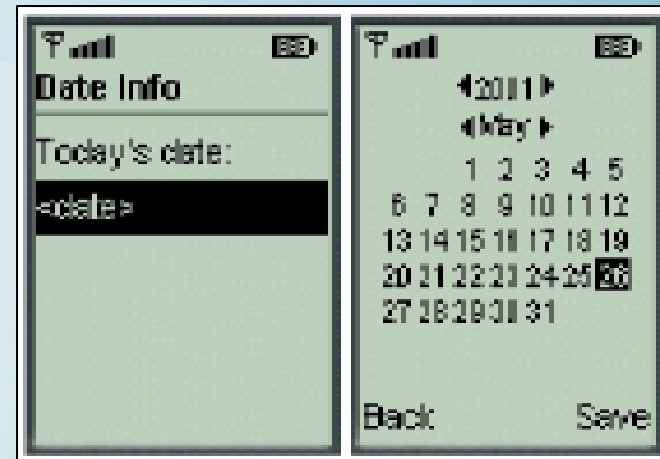 Date Info
Today's date:
<date>
2001
May
1 2 3 4 5
6 7 8 9 10 11 12
13 14 15 16 17 18 19
20 21 22 23 24 25 26
27 28 29 30 31
Back Save